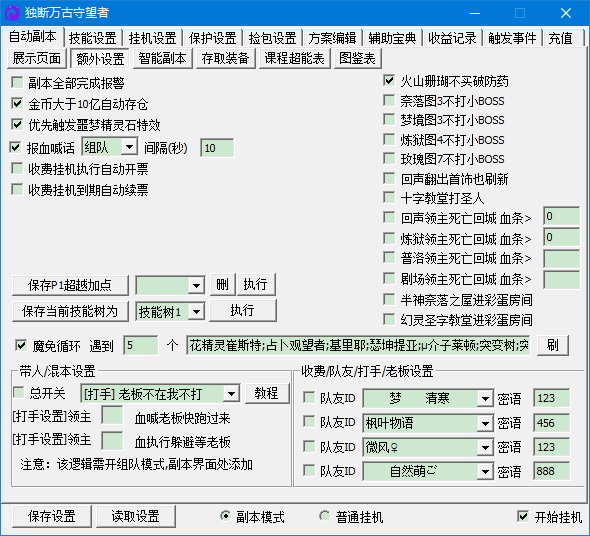 独断万古守望者
自动副本 技能设置 挂机设置 保护设置 捡包设置 方案编辑 辅助宝典 收益记录 触发事件 充值
展示页面 额外设置 智能副本 存取装备 课程超能表 图鉴表
副本全部完成报警
金币大于10亿自动存仓
优先触发噩梦精灵石特效
报血喊话 组队 间隔(秒) 10
收费挂机执行自动开票
收费挂机到期自动续票
火山珊瑚不买破防药
奈落图3不打小BOSS
梦境图3不打小BOSS
炼狱图4不打小BOSS
玫瑰图7不打小BOSS
回声翻出首饰也刷新
十字教堂打圣人
回声领主死亡回城 血条> 0
炼狱领主死亡回城 血条> 0
普洛领主死亡回城 血条>
剧场领主死亡回城 血条>
半神奈落之屋进彩蛋房间
幻灵圣字教堂进彩蛋房间
保存P1超越加点 删 执行
保存当前技能树为 技能树1 执行
魔免循环 遇到 5 个 花精灵崔斯特;占卜观望者;基里耶;瑟坤提亚;μ介子莱顿;突变树;突 刷
带人/混本设置
总开关 [打手] 老板不在我不打 教程
[打手设置]领主 血喊老板快跑过来
[打手设置]领主 血执行躲避等老板
注意：该逻辑需开组队模式,副本界面处添加
收费/队友/打手/老板设置
队友ID 梦 清寒 密语 123
队友ID 枫叶物语 密语 456
队友ID 微风♀ 密语 123
队友ID 自然萌ご 密语 888
保存设置 读取设置 副本模式 普通挂机 开始挂机